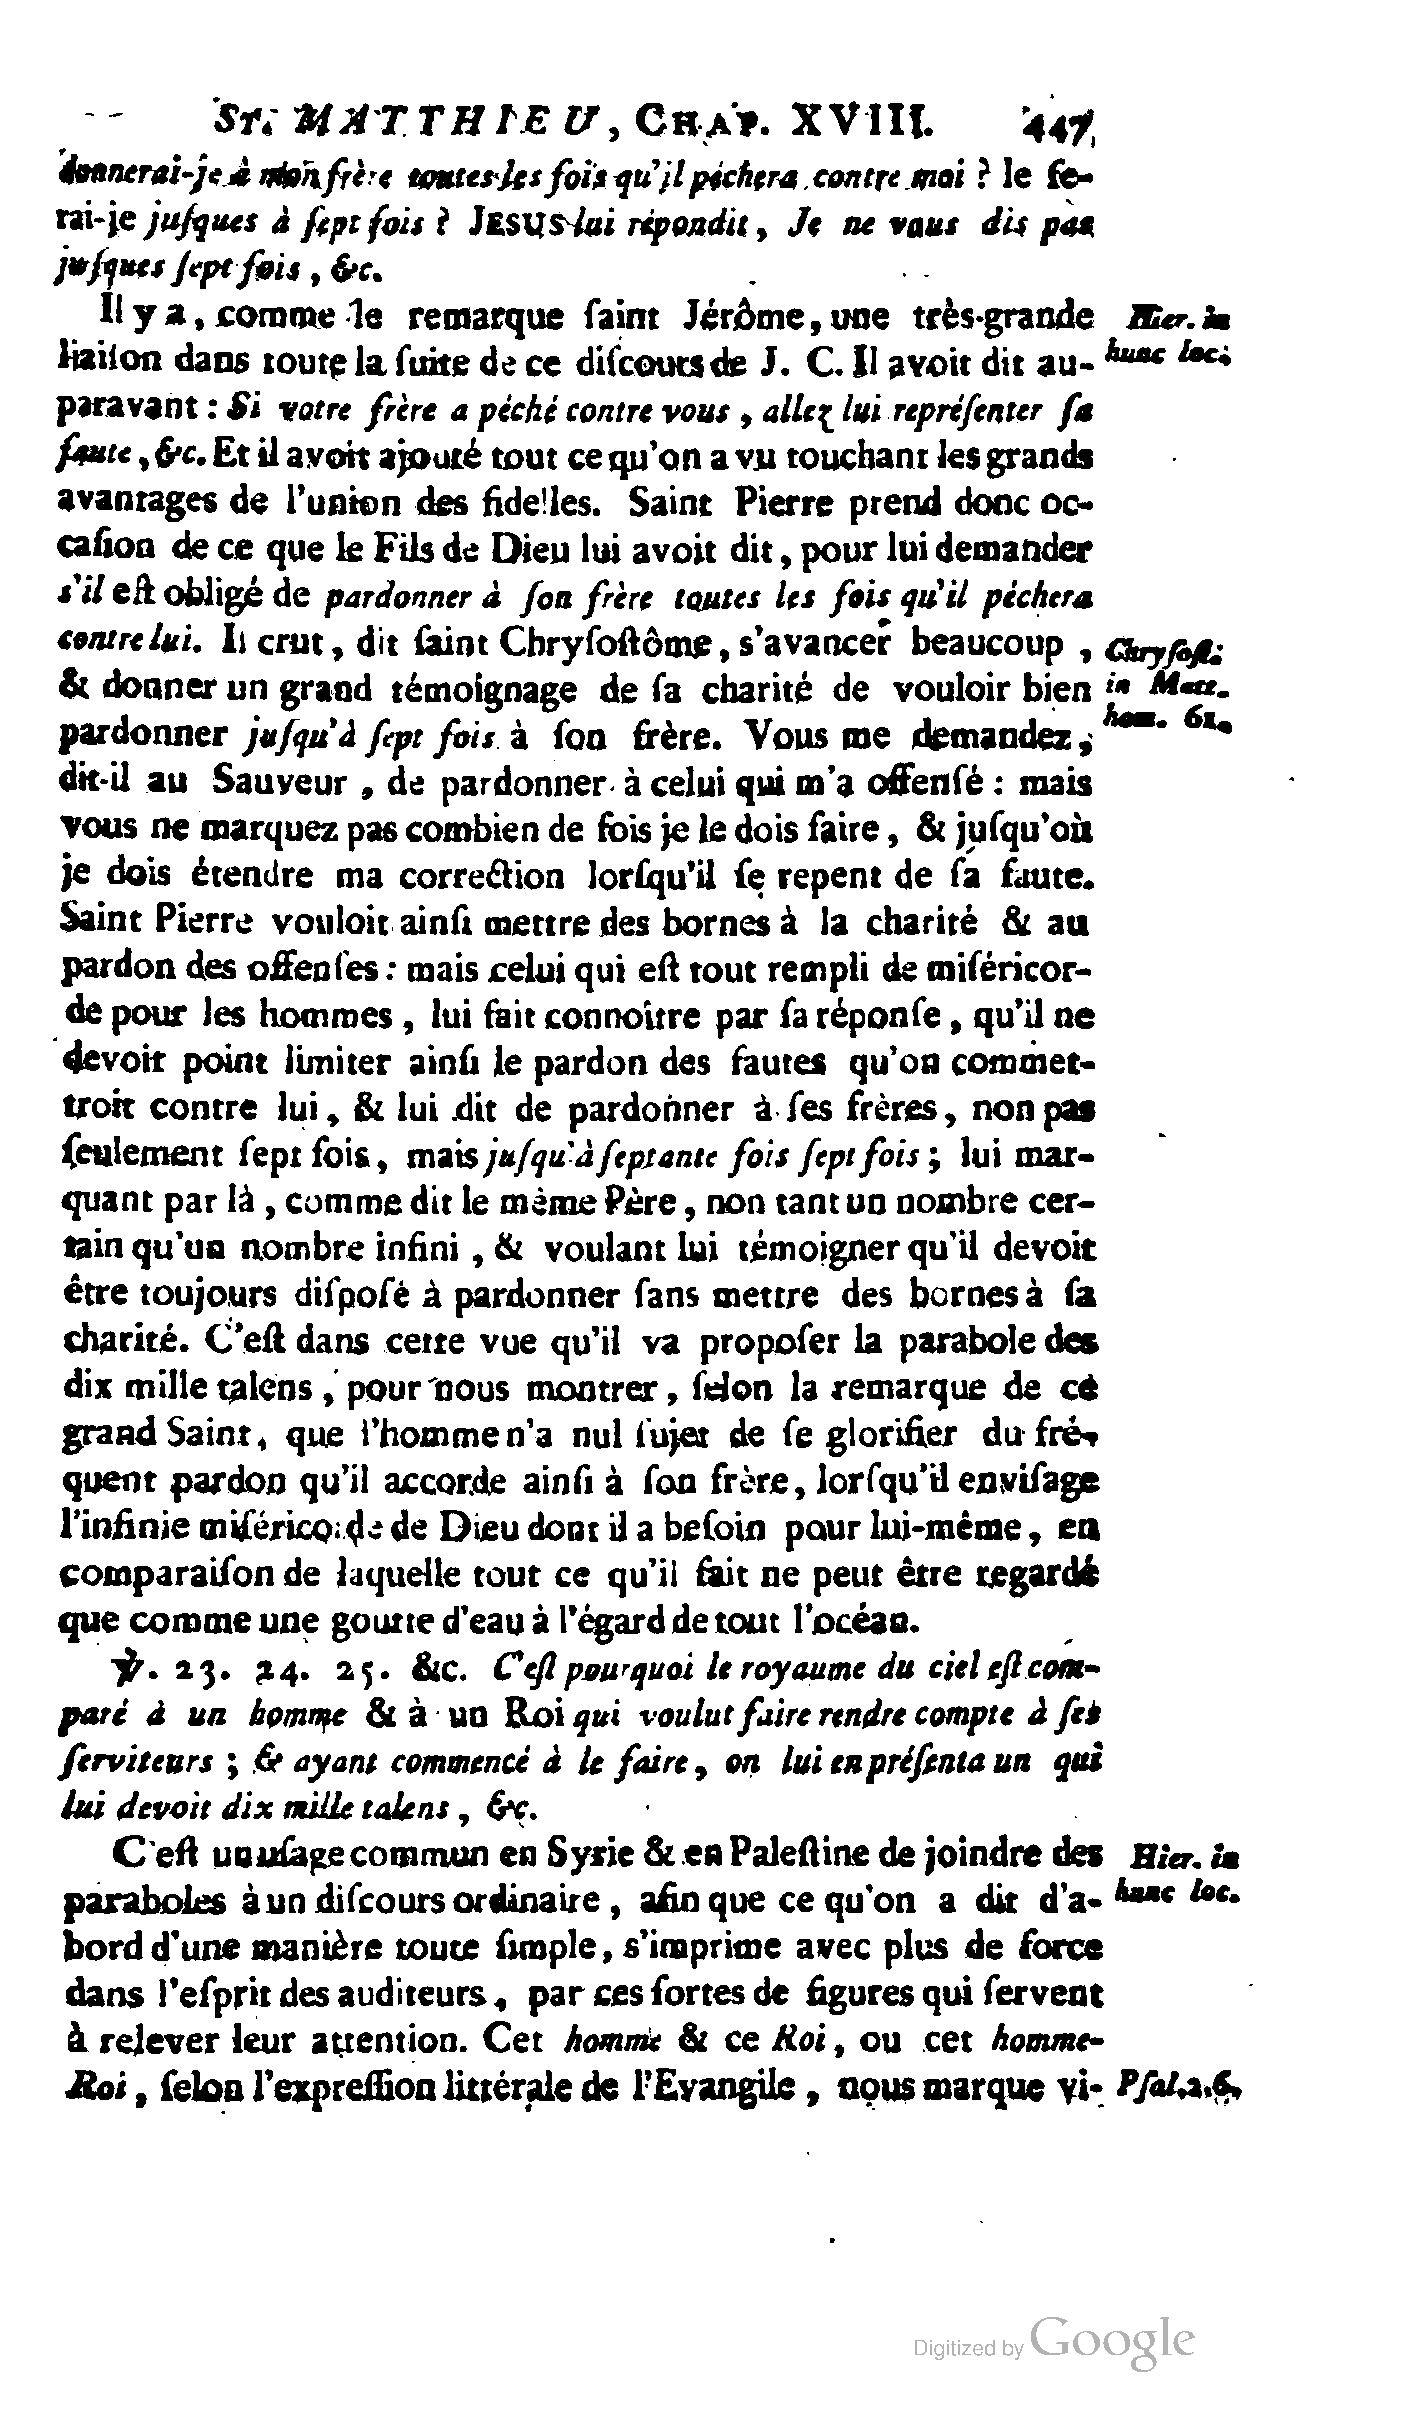 St. MATTHIEU, CHAP. XVIII. 447
donnerai-je à mon frère toutes les fois qu'il péchera contre moi ? le fe-
rai-je juſques à ſept fois ? JESUS lui répondit, Je ne vous dis pas
juſques ſept fois, &c.
Il y a, comme le remarque ſaint Jérôme, une très-grande
Hier. in
liaiſon dans toute la ſuite de ce diſcours de J. C. Il avoit dit au-
hunc loc.
paravant : Si votre frère a péché contre vous, allez lui repréſenter ſa
faute, &c. Et il avoit ajouté tout ce qu'on a vu touchant les grands
avantages de l'union des fidelles. Saint Pierre prend donc oc-
caſion de ce que le Fils de Dieu lui avoit dit, pour lui demander
s'il eſt obligé de pardonner à ſon frère toutes les fois qu'il péchera
contre lui. Il crut, dit ſaint Chryſoſtôme, s'avancer beaucoup,
Chryſoſt.
& donner un grand témoignage de ſa charité de vouloir bien
in Matt.
pardonner juſqu'à ſept fois à ſon frère. Vous me demandez,
hom. 61.
dit-il au Sauveur, de pardonner à celui qui m'a offenſé : mais
vous ne marquez pas combien de fois je le dois faire, & juſqu'où
je dois étendre ma correction lorſqu'il ſe repent de ſa faute.
Saint Pierre vouloit ainſi mettre des bornes à la charité & au
pardon des offenſes : mais celui qui eſt tout rempli de miſéricor-
de pour les hommes, lui fait connoître par ſa réponſe, qu'il ne
devoit point limiter ainſi le pardon des fautes qu'on commet-
troit contre lui, & lui dit de pardonner à ſes frères, non pas
ſeulement ſept fois, mais juſqu'à ſeptante fois ſept fois ; lui mar-
quant par là, comme dit le même Père, non tant un nombre cer-
tain qu'un nombre infini, & voulant lui témoigner qu'il devoit
être toujours diſpoſé à pardonner ſans mettre des bornes à ſa
charité. C'eſt dans cette vue qu'il va propoſer la parabole des
dix mille talens, pour nous montrer, ſelon la remarque de ce
grand Saint, que l'homme n'a nul ſujet de ſe glorifier du fré-
quent pardon qu'il accorde ainſi à ſon frère, lorſqu'il enviſage
l'infinie miſéricorde de Dieu dont il a beſoin pour lui-même, en
comparaiſon de laquelle tout ce qu'il fait ne peut être regardé
que comme une goutte d'eau à l'égard de tout l'océan.
℣. 23. 24. 25. &c. C'eſt pourquoi le royaume du ciel eſt com-
paré à un homme & à un Roi qui voulut faire rendre compte à ſes
ſerviteurs ; & ayant commencé à le faire, on lui en préſenta un qui
lui devoit dix mille talens, &c.
C'eſt un uſage commun en Syrie & en Paleſtine de joindre des
Hier. in
paraboles à un diſcours ordinaire, afin que ce qu'on a dit d'a-
hunc loc.
bord d'une manière toute ſimple, s'imprime avec plus de force
dans l'eſprit des auditeurs, par ces ſortes de figures qui ſervent
à relever leur attention. Cet homme & ce Roi, ou cet homme-
Roi, ſelon l'expreſſion littérale de l'Evangile, nous marque vi-
Pſal. 2. 6.
Digitized by Google